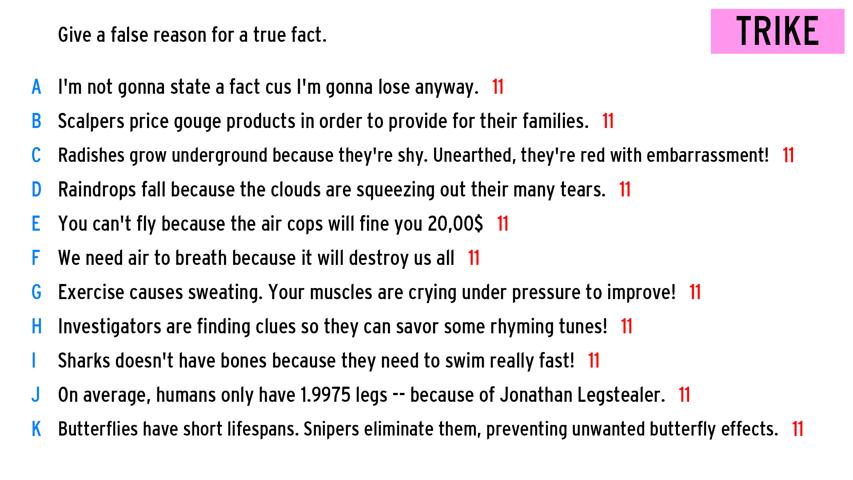 Give a false reason for a true fact.
TRIKE
A I'm not gonna state a fact cus I'm gonna lose anyway. 11
B Scalpers price gouge products in order to provide for their families. 11
C Radishes grow underground because they're shy. Unearthed, they're red with embarrassment! 11
D Raindrops fall because the clouds are squeezing out their many tears. 11
E You can't fly because the air cops will fine you 20,00$ 11
F We need air to breath because it will destroy us all 11
G Exercise causes sweating. Your muscles are crying under pressure to improve! 11
H Investigators are finding clues so they can savor some rhyming tunes! 11
I Sharks doesn't have bones because they need to swim really fast! 11
J On average, humans only have 1.9975 legs -- because of Jonathan Legstealer. 11
K Butterflies have short lifespans. Snipers eliminate them, preventing unwanted butterfly effects. 11